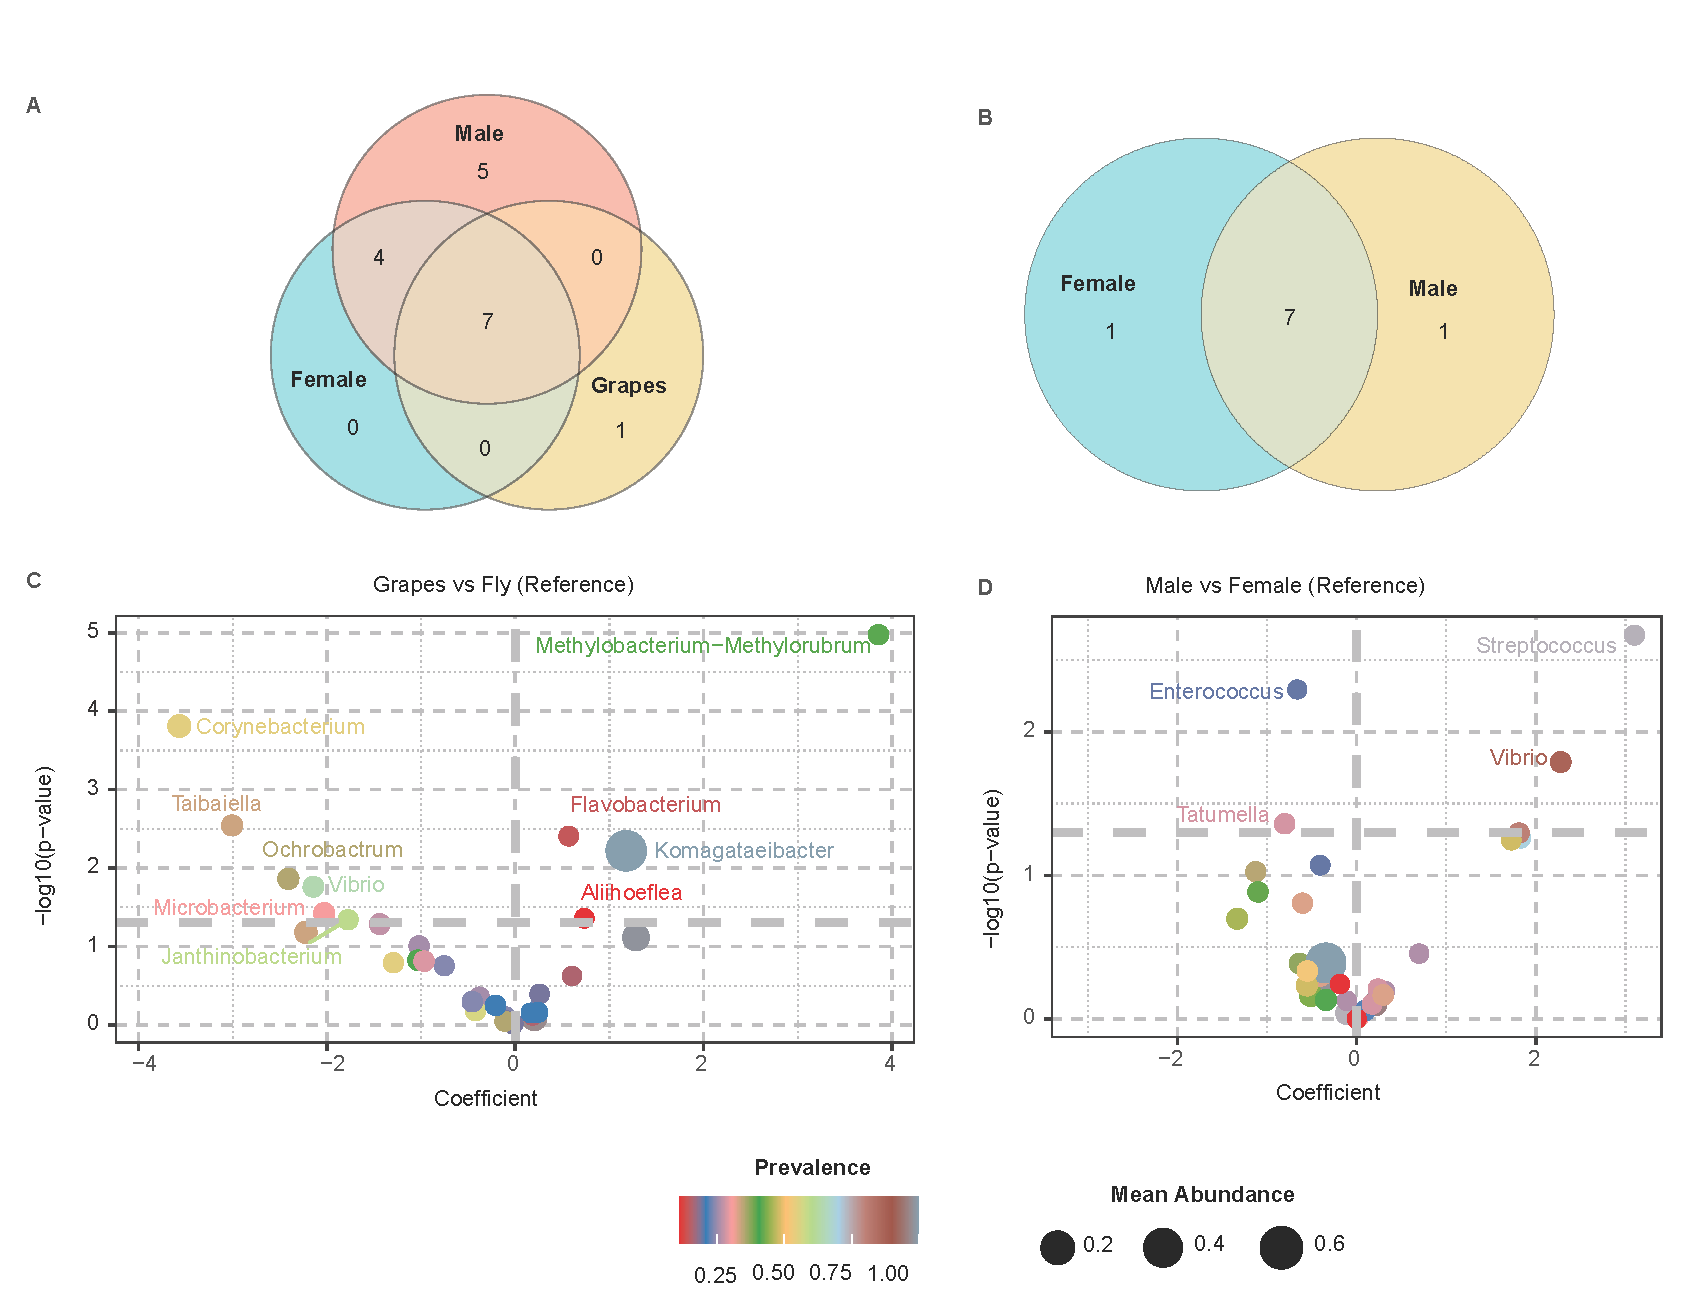 A
Male
5
4
0
7
Female
0
Grapes
1
0
B
Female
1
7
Male
1
C
Grapes vs Fly (Reference)
−log10(p−value)
5
4
3
2
1
0
Methylobacterium−Methylorubrum
Corynebacterium
Taibaiella
Flavobacterium
Ochrobactrum
Komagataeibacter
Vibrio
Aliihoeflea
Microbacterium
Janthinobacterium
−4
−2
0
2
4
Coefficient
D
Male vs Female (Reference)
−log10(p−value)
2
1
0
Streptococcus
Enterococcus
Vibrio
Tatumella
−2
0
2
Coefficient
Prevalence
0.25
0.50
0.75
1.00
Mean Abundance
0.2
0.4
0.6